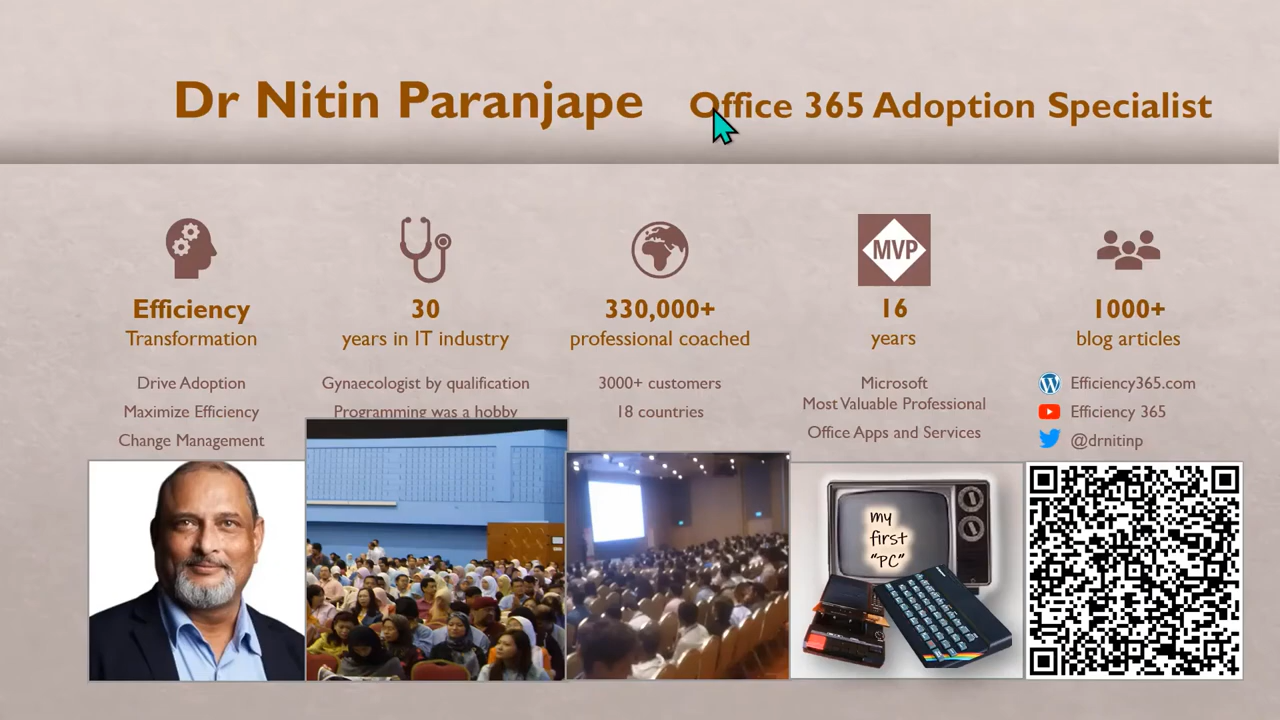 Dr Nitin Paranjape Office 365 Adoption Specialist
Efficiency
Transformation
Drive Adoption
Maximize Efficiency
Change Management
30
years in IT industry
Gynaecologist by qualification
Programming was a hobby
330,000+
professional coached
3000+ customers
18 countries
MVP
16
years
Microsoft
Most Valuable Professional
Office Apps and Services
1000+
blog articles
Efficiency365.com
Efficiency 365
@drnitinp
my
first
"PC"